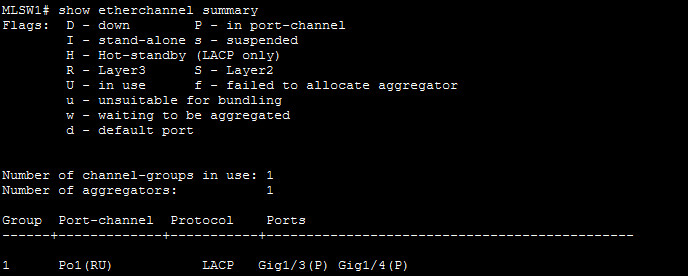 MLSW1# show etherchannel summary
Flags:  D - down        P - in port-channel
        I - stand-alone s - suspended
        H - Hot-standby (LACP only)
        R - Layer3      S - Layer2
        U - in use      f - failed to allocate aggregator
        u - unsuitable for bundling
        w - waiting to be aggregated
        d - default port
Number of channel-groups in use: 1
Number of aggregators:           1
Group  Port-channel  Protocol    Ports
------+-------------+-----------+----------------------------------------------
1      Po1(RU)           LACP   Gig1/3(P) Gig1/4(P)